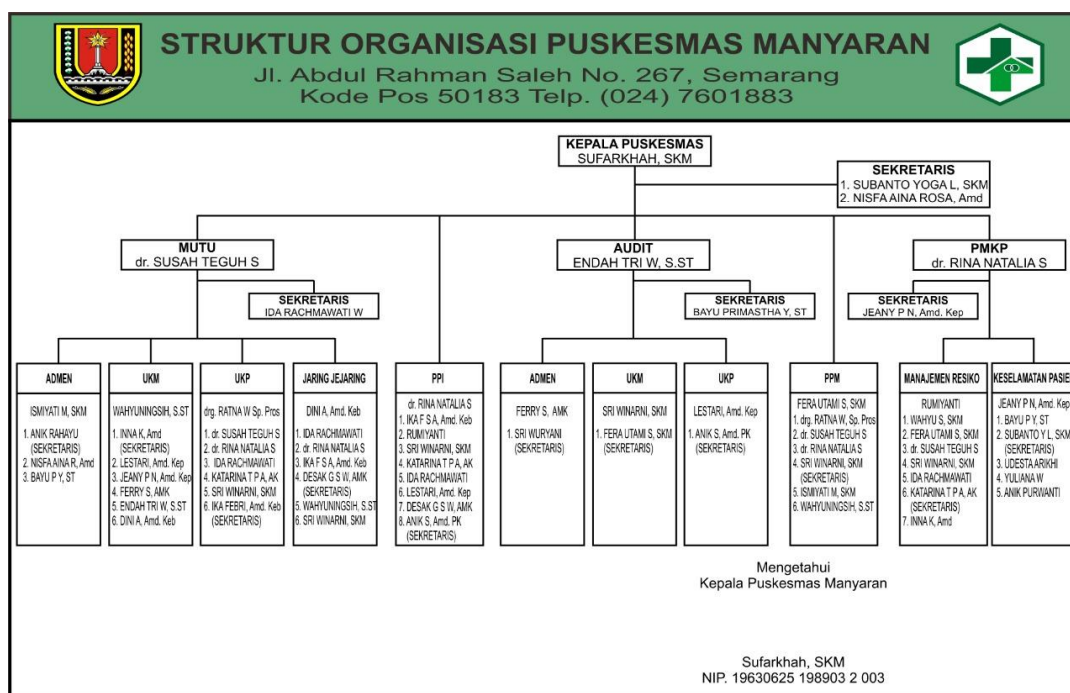 STRUKTUR ORGANISASI PUSKESMAS MANYARAN
Jl. Abdul Rahman Saleh No. 267, Semarang
Kode Pos 50183 Telp. (024) 7601883
KEPALA PUSKESMAS
SUFARKHAH, SKM
SEKRETARIS
1. SUBANTO YOGA L, SKM
2. NISFA AINA ROSA, Amd
MUTU
dr. SUSAH TEGUH S
SEKRETARIS
IDA RACHMAWATI W
AUDIT
ENDAH TRI W, S.ST
SEKRETARIS
BAYU PRIMASTHA Y, ST
PMKP
dr. RINA NATALIA S
SEKRETARIS
JEANY P N, Amd. Kep
ADMEN
ISMIYATI M, SKM
1. ANIK RAHAYU
(SEKRETARIS)
2. NISFA AINA R, Amd
3. BAYU P Y, ST
UKM
WAHYUNINGSIH, S.ST
1. INNA K, Amd
(SEKRETARIS)
2. LESTARI, Amd. Kep
3. JEANY P N, Amd. Kep
4. FERRY S, AMK
5. ENDAH TRI W, S.ST
6. DINI A, Amd. Keb
UKP
drg. RATNA W Sp. Pros
1. dr. SUSAH TEGUH S
2. dr. RINA NATALIA S
3. IDA RACHMAWATI
4. KATARINA T P A, AK
5. SRI WINARNI, SKM
6. IKA FEBRI, Amd. Keb
(SEKRETARIS)
JARING JEJARING
DINI A, Amd. Keb
1. IDA RACHMAWATI
2. dr. RINA NATALIA S
3. IKA F S A, Amd. Keb
4. DESAK G S W, AMK
(SEKRETARIS)
5. WAHYUNINGSIH, S.ST
6. SRI WINARNI, SKM
PPI
dr. RINA NATALIA S
1. IKA F S A, Amd. Keb
2. RUMIYANTI
3. SRI WINARNI, SKM
4. KATARINA T P A, AK
5. IDA RACHMAWATI
6. LESTARI, Amd. Kep
7. DESAK G S W, AMK
8. ANIK S, Amd. PK
(SEKRETARIS)
ADMEN
FERRY S, AMK
1. SRI WURYANI
(SEKRETARIS)
UKM
SRI WINARNI, SKM
1. FERA UTAMI S, SKM
(SEKRETARIS)
UKP
LESTARI, Amd. Kep
1. ANIK S, Amd. PK
(SEKRETARIS)
PPM
FERA UTAMI S, SKM
1. drg. RATNA W, Sp. Pros
2. dr. SUSAH TEGUH S
3. dr. RINA NATALIA S
4. SRI WINARNI, SKM
(SEKRETARIS)
5. ISMIYATI M, SKM
6. WAHYUNINGSIH, S.ST
MANAJEMEN RESIKO
RUMIYANTI
1. WAHYU S, SKM
2. FERA UTAMI S, SKM
3. dr. SUSAH TEGUH S
4. SRI WINARNI, SKM
5. IDA RACHMAWATI
6. KATARINA T P A, AK
(SEKRETARIS)
7. INNA K, Amd
KESELAMATAN PASIEN
JEANY P N, Amd. Kep
1. BAYU P Y, ST
2. SUBANTO Y L, SKM
(SEKRETARIS)
3. UDESTA ARIKHI
4. YULIANA W
5. ANIK PURWANTI
Mengetahui
Kepala Puskesmas Manyaran
Sufarkhah, SKM
NIP. 19630625 198903 2 003